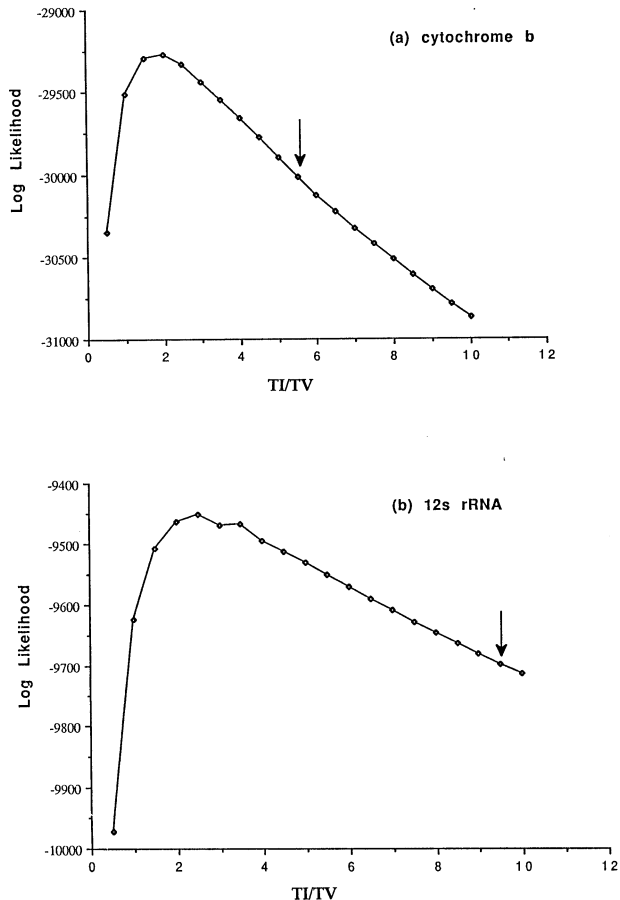 -29000
(a) cytochrome b
-29500
-30000
-30500
-31000
Log Likelihood
0 2 4 6 8 10 12
TI/TV
-9400
(b) 12s rRNA
-9500
-9600
-9700
-9800
-9900
-10000
Log Likelihood
0 2 4 6 8 10 12
TI/TV